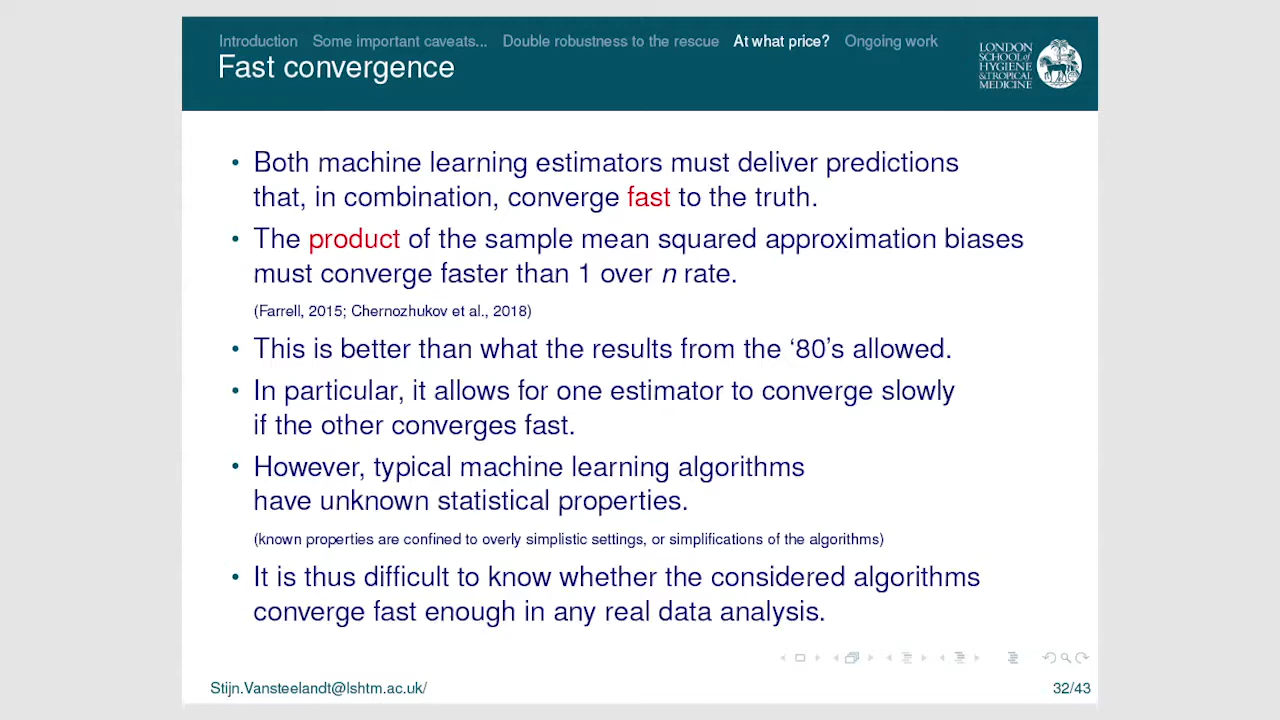 Introduction Some important caveats... Double robustness to the rescue At what price? Ongoing work
Fast convergence
LONDON
SCHOOL of
HYGIENE
& TROPICAL
MEDICINE
• Both machine learning estimators must deliver predictions
that, in combination, converge fast to the truth.
• The product of the sample mean squared approximation biases
must converge faster than 1 over n rate.
(Farrell, 2015; Chernozhukov et al., 2018)
• This is better than what the results from the ‘80’s allowed.
• In particular, it allows for one estimator to converge slowly
if the other converges fast.
• However, typical machine learning algorithms
have unknown statistical properties.
(known properties are confined to overly simplistic settings, or simplifications of the algorithms)
• It is thus difficult to know whether the considered algorithms
converge fast enough in any real data analysis.
Stijn.Vansteelandt@lshtm.ac.uk/ 32/43